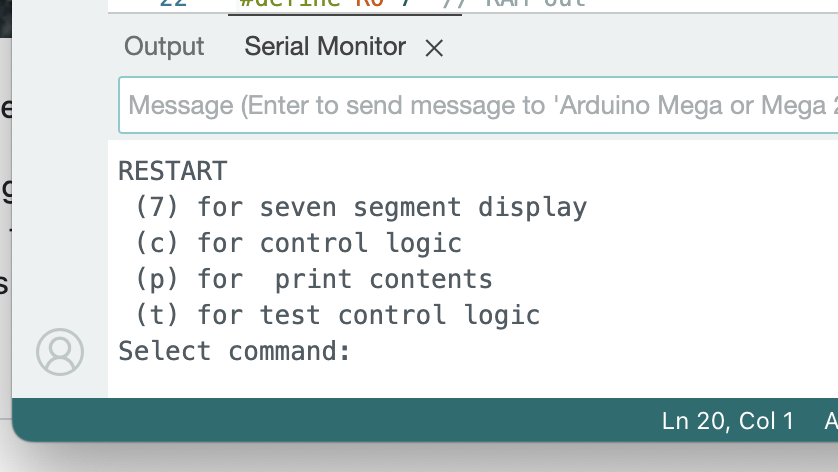 22 #define RO 7 // RAM out
Output Serial Monitor
Message (Enter to send message to 'Arduino Mega or Mega 2
RESTART
(7) for seven segment display
(c) for control logic
(p) for  print contents
(t) for test control logic
Select command:
Ln 20, Col 1 A